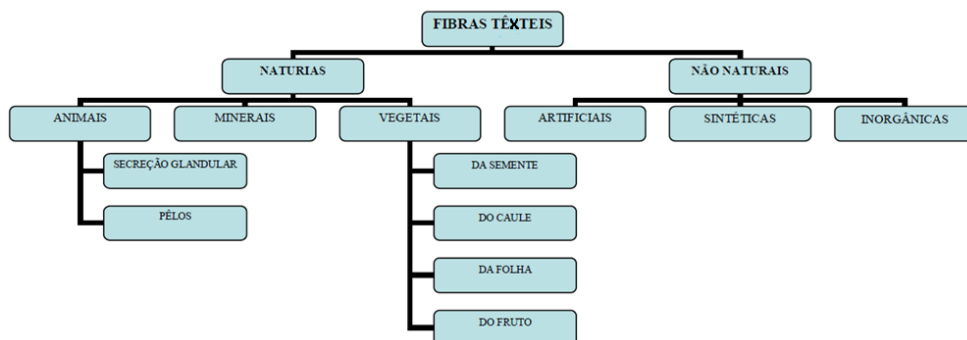 FIBRAS TÊXTEIS
NATURIAS
NÃO NATURAIS
ANIMAIS
MINERAIS
VEGETAIS
ARTIFICIAIS
SINTÉTICAS
INORGÂNICAS
SECREÇÃO GLANDULAR
DA SEMENTE
PÊLOS
DO CAULE
DA FOLHA
DO FRUTO